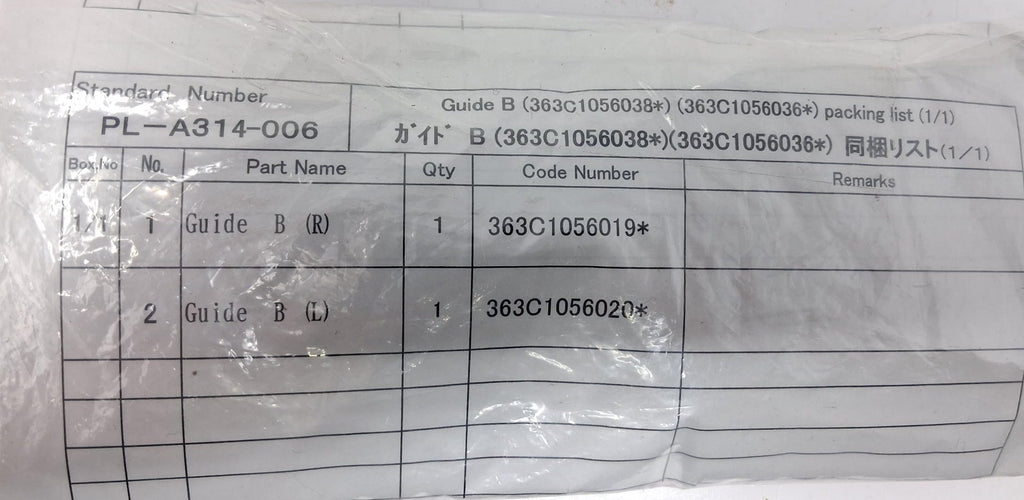 Standard Number
PL-A314-006
Guide B (363C1056038*) (363C1056036*) packing list (1/1)
ガイド B (363C1056038*)(363C1056036*) 同梱リスト(1/1)
Box.No No. Part Name Qty Code Number Remarks
1/1 1 Guide B (R) 1 363C1056019*
2 Guide B (L) 1 363C1056020*